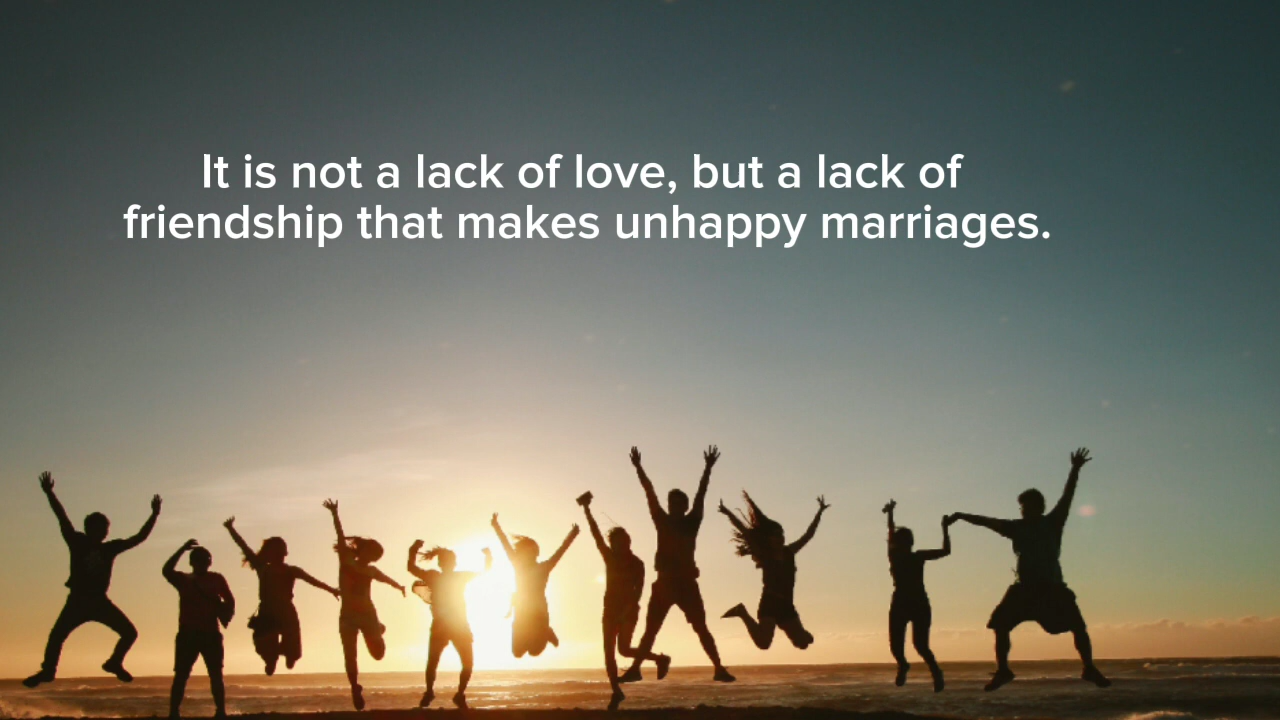 It is not a lack of love, but a lack of
friendship that makes unhappy marriages.